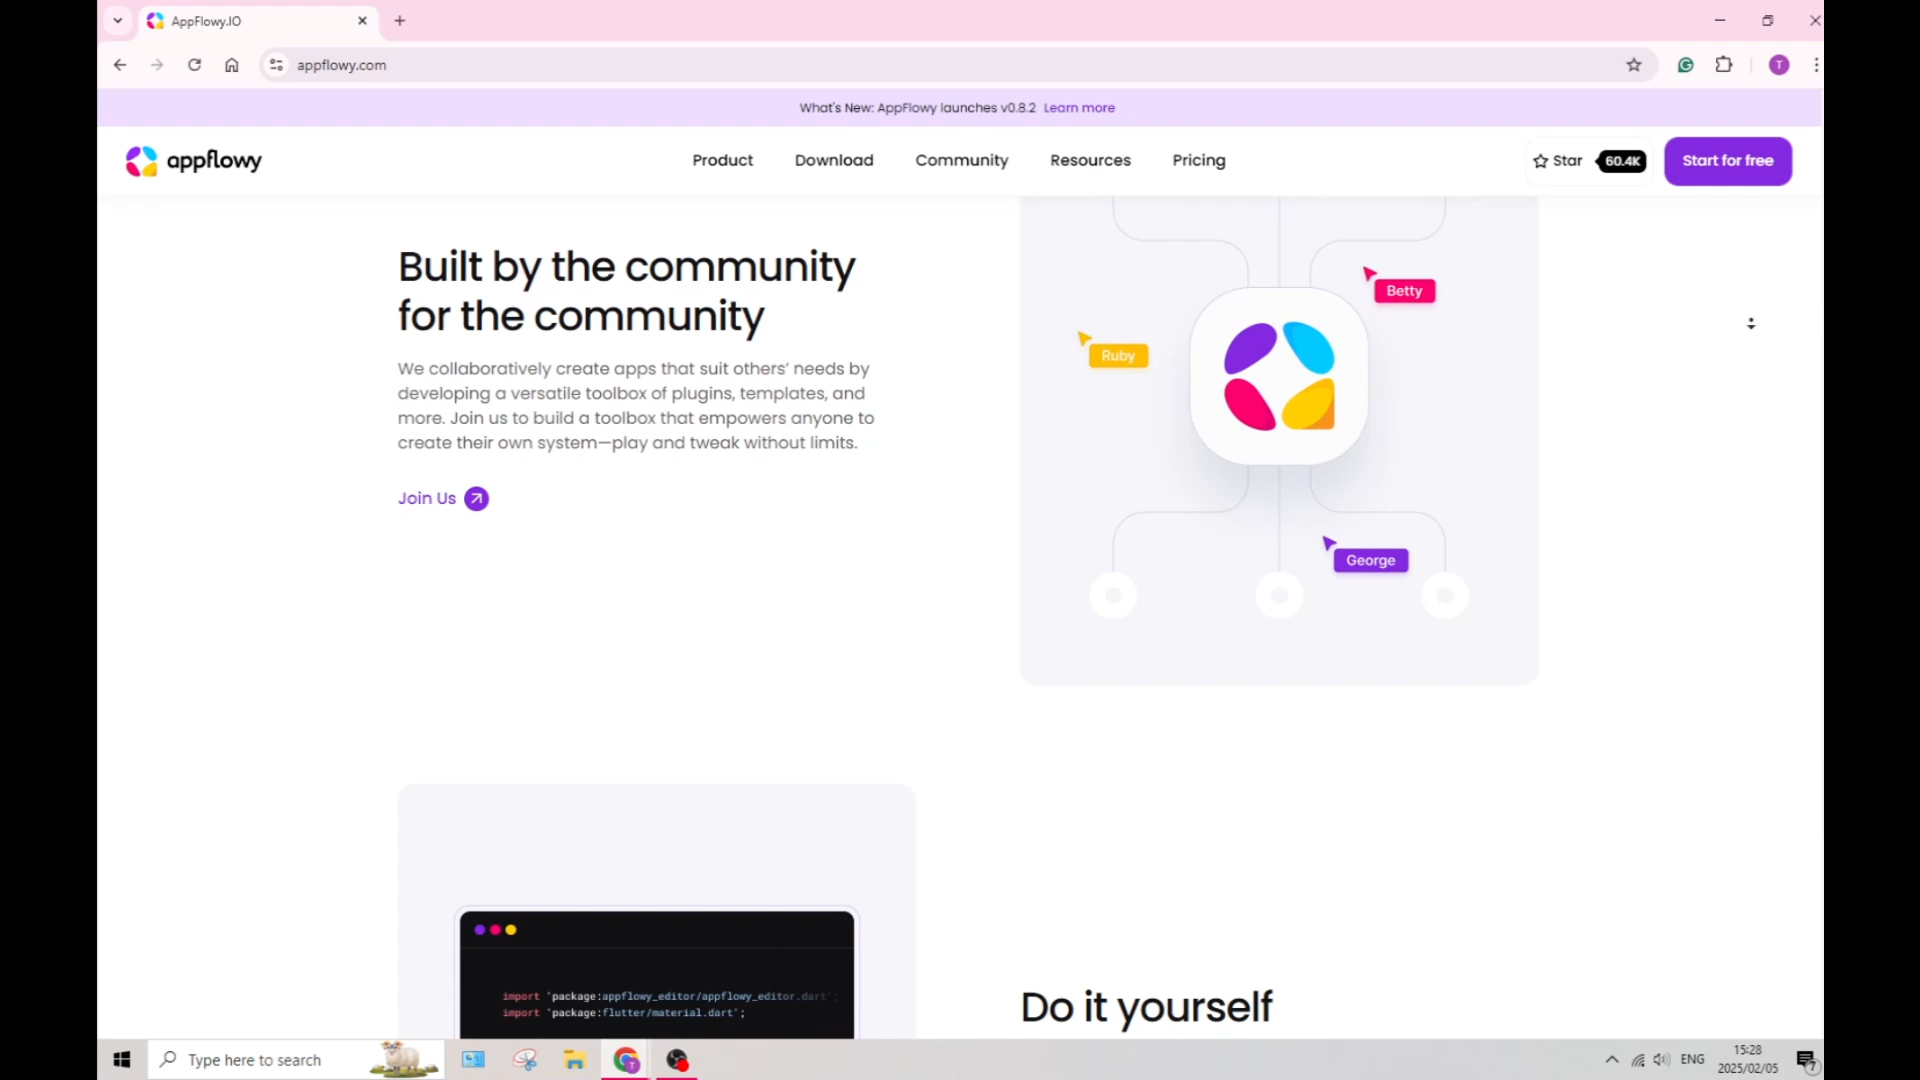 AppFlowy.IO
appflowy.com
What's New: AppFlowy launches v0.8.2 Learn more
appflowy
Product
Download
Community
Resources
Pricing
Star
60.4K
Start for free
Built by the community
for the community
We collaboratively create apps that suit others' needs by
developing a versatile toolbox of plugins, templates, and
more. Join us to build a toolbox that empowers anyone to
create their own system—play and tweak without limits.
Join Us
Betty
Ruby
George
import 'package:appflowy_editor/appflowy_editor.dart';
import 'package:flutter/material.dart';
Do it yourself
Type here to search
T
T
ENG
15:28
2025/02/05
7